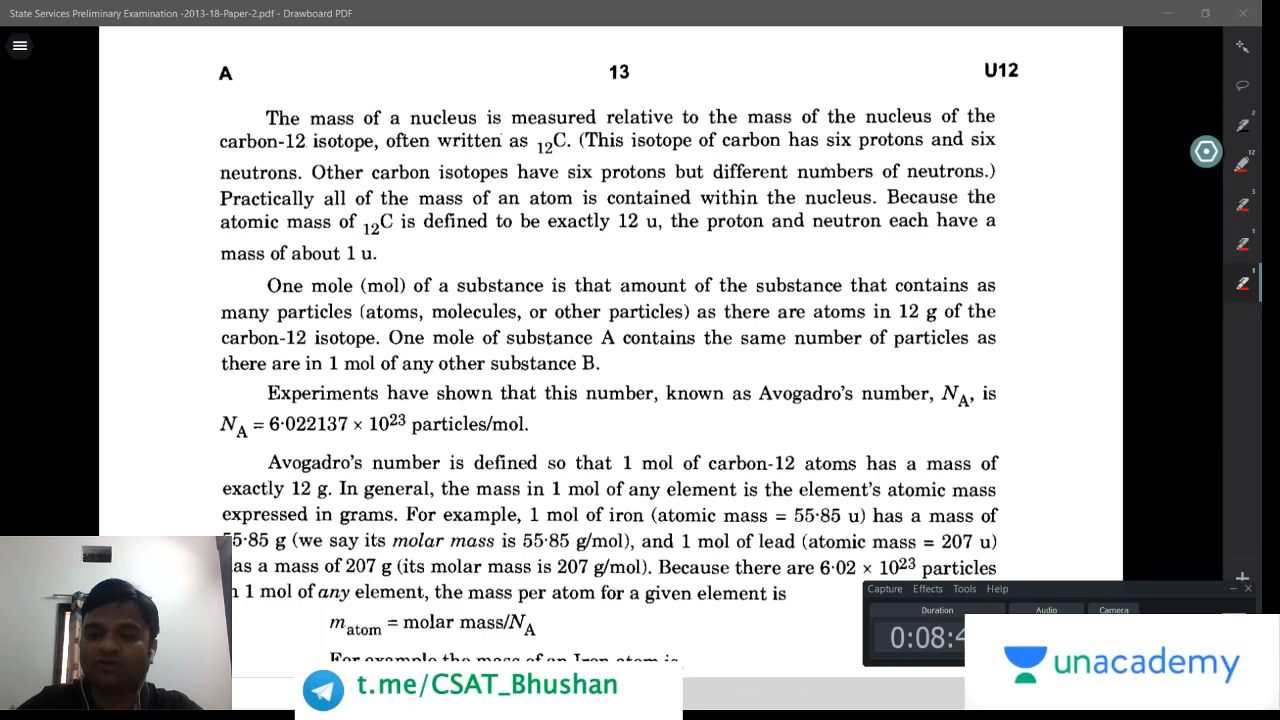 State Services Preliminary Examination -2013-18-Paper-2.pdf - Drawboard PDF
A 13 U12
The mass of a nucleus is measured relative to the mass of the nucleus of the
carbon-12 isotope, often written as 12C. (This isotope of carbon has six protons and six
neutrons. Other carbon isotopes have six protons but different numbers of neutrons.)
Practically all of the mass of an atom is contained within the nucleus. Because the
atomic mass of 12C is defined to be exactly 12 u, the proton and neutron each have a
mass of about 1 u.
One mole (mol) of a substance is that amount of the substance that contains as
many particles (atoms, molecules, or other particles) as there are atoms in 12 g of the
carbon-12 isotope. One mole of substance A contains the same number of particles as
there are in 1 mol of any other substance B.
Experiments have shown that this number, known as Avogadro's number, NA, is
NA = 6·022137 × 10²³ particles/mol.
Avogadro's number is defined so that 1 mol of carbon-12 atoms has a mass of
exactly 12 g. In general, the mass in 1 mol of any element is the element's atomic mass
expressed in grams. For example, 1 mol of iron (atomic mass = 55·85 u) has a mass of
55·85 g (we say its molar mass is 55·85 g/mol), and 1 mol of lead (atomic mass = 207 u)
as a mass of 207 g (its molar mass is 207 g/mol). Because there are 6·02 × 10²³ particles
1 mol of any element, the mass per atom for a given element is
matom = molar mass/NA
For example the mass of an Iron atom is
Capture Effects Tools Help
Duration Audio Camera
0:08:4
t.me/CSAT_Bhushan
unacademy